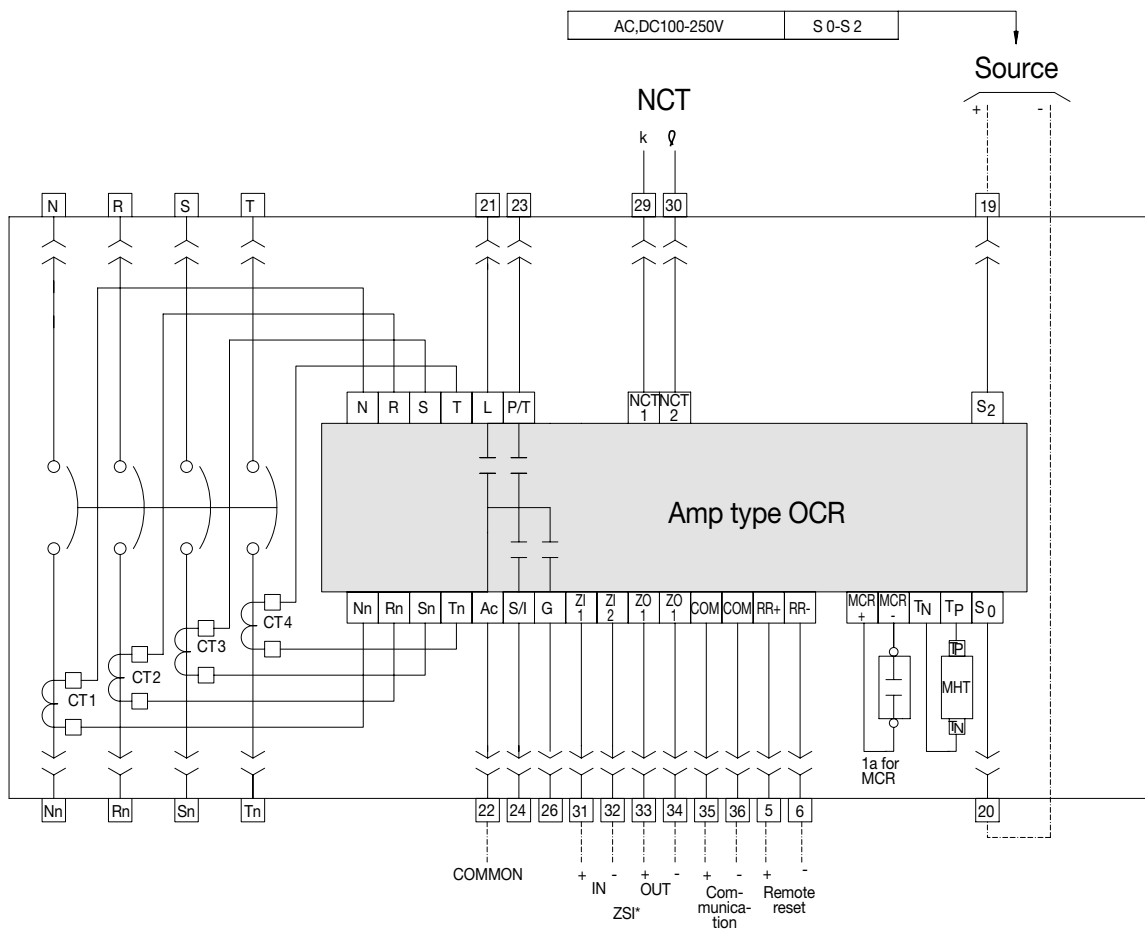 AC,DC100-250V S 0-S 2
Source
+ -
NCT
k ℓ
N R S T 21 23 29 30 19
N R S T L P/T NCT 1 NCT 2 S2
Amp type OCR
Nn Rn Sn Tn Ac S/I G ZI 1 ZI 2 ZO 1 ZO 1 COM COM RR+ RR- MCR + MCR - TN TP S0
CT4
CT3
CT2
CT1
TP
MHT
TN
1a for
MCR
Nn Rn Sn Tn 22 24 26 31 32 33 34 35 36 5 6 20
COMMON
+ - + - + - + -
IN OUT
ZSI*
Com-
munica-
tion
Remote
reset